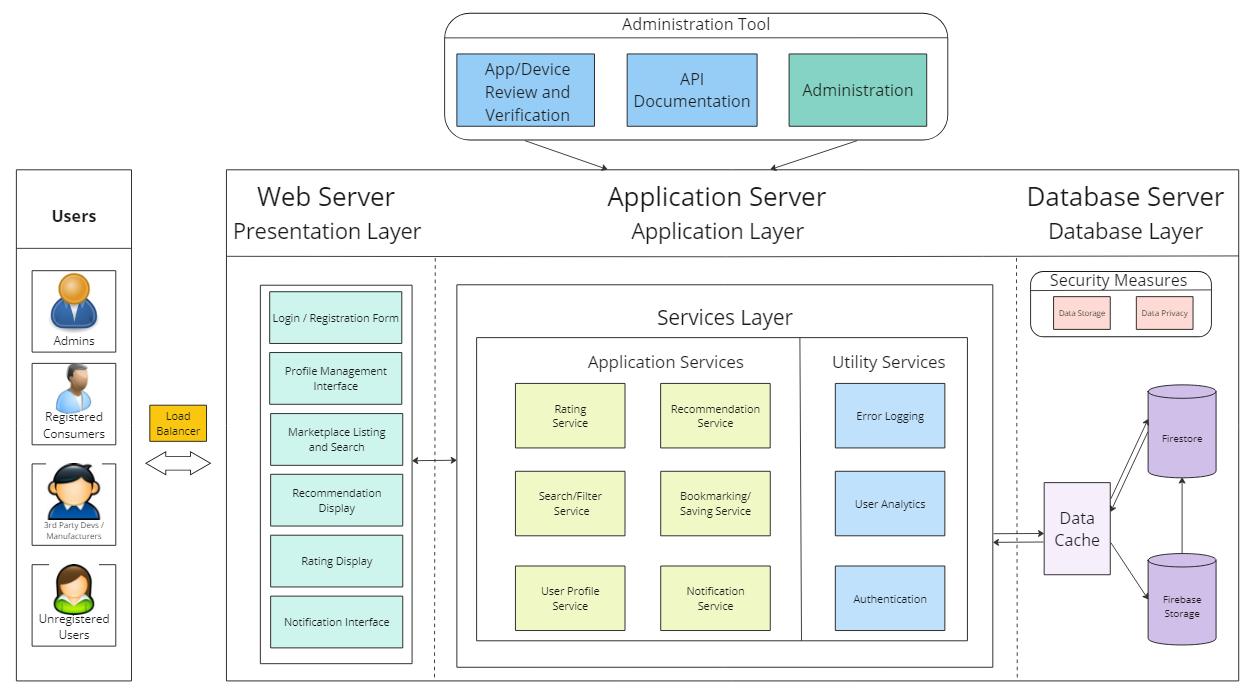 Administration Tool
App/Device
Review and
Verification
API
Documentation
Administration
Users
Admins
Registered
Consumers
3rd Party Devs /
Manufacturers
Unregistered
Users
Load
Balancer
Web Server
Presentation Layer
Application Server
Application Layer
Database Server
Database Layer
Login / Registration Form
Profile Management
Interface
Marketplace Listing
and Search
Recommendation
Display
Rating Display
Notification Interface
Services Layer
Application Services
Rating
Service
Recommendation
Service
Search/Filter
Service
Bookmarking/
Saving Service
User Profile
Service
Notification
Service
Utility Services
Error Logging
User Analytics
Authentication
Security Measures
Data Storage
Data Privacy
Data
Cache
Firestore
Firebase
Storage